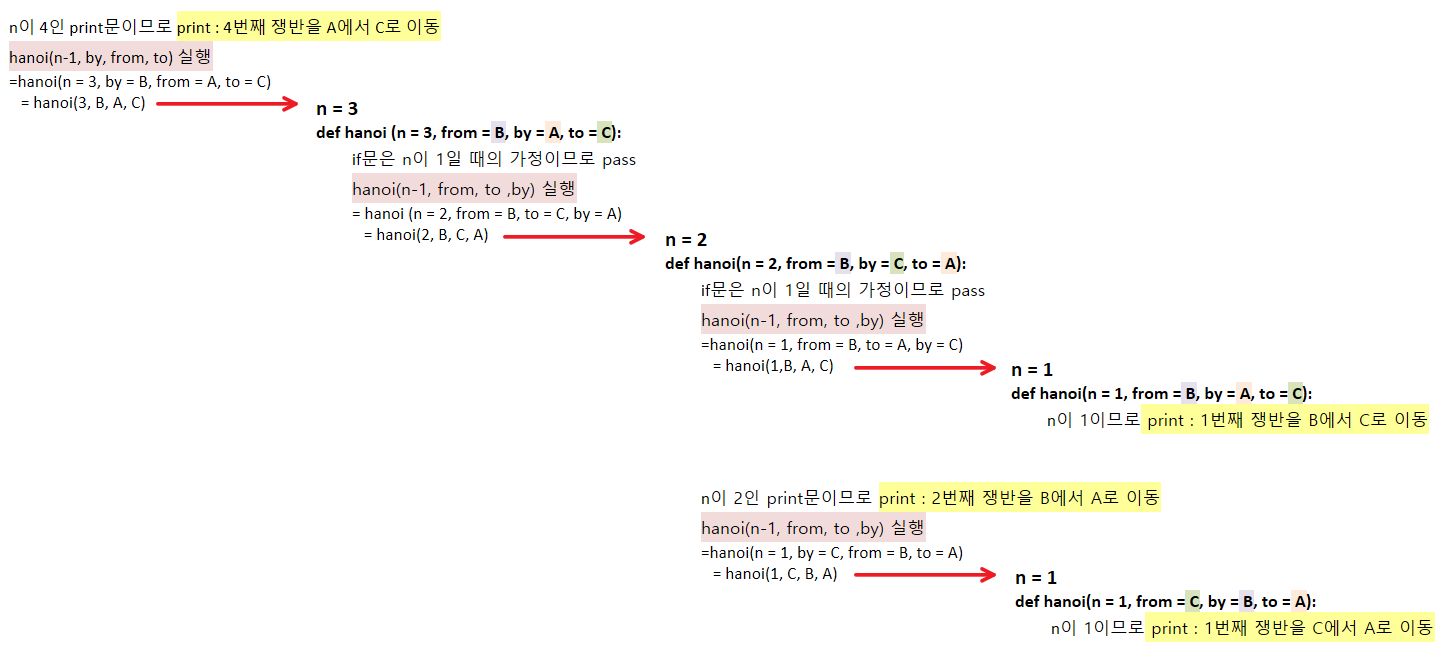 n이 4인 print문이므로 print : 4번째 쟁반을 A에서 C로 이동
hanoi(n-1, by, from, to) 실행
=hanoi(n = 3, by = B, from = A, to = C)
= hanoi(3, B, A, C)
n = 3
def hanoi (n = 3, from = B, by = A, to = C):
if문은 n이 1일 때의 가정이므로 pass
hanoi(n-1, from, to ,by) 실행
= hanoi (n = 2, from = B, to = C, by = A)
= hanoi(2, B, C, A)
n = 2
def hanoi(n = 2, from = B, by = C, to = A):
if문은 n이 1일 때의 가정이므로 pass
hanoi(n-1, from, to ,by) 실행
=hanoi(n = 1, from = B, to = A, by = C)
= hanoi(1,B, A, C)
n = 1
def hanoi(n = 1, from = B, by = A, to = C):
n이 1이므로 print : 1번째 쟁반을 B에서 C로 이동
n이 2인 print문이므로 print : 2번째 쟁반을 B에서 A로 이동
hanoi(n-1, from, to ,by) 실행
=hanoi(n = 1, by = C, from = B, to = A)
= hanoi(1, C, B, A)
n = 1
def hanoi(n = 1, from = C, by = B, to = A):
n이 1이므로 print : 1번째 쟁반을 C에서 A로 이동